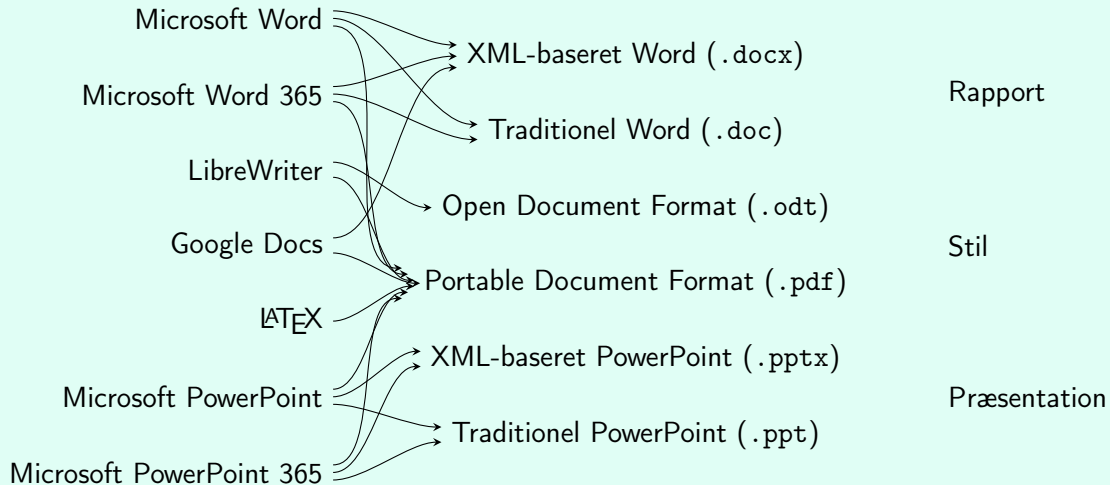 Microsoft Word
Microsoft Word 365
LibreWriter
Google Docs
LATEX
Microsoft PowerPoint
Microsoft PowerPoint 365
XML-baseret Word (.docx)
Traditionel Word (.doc)
Open Document Format (.odt)
Portable Document Format (.pdf)
XML-baseret PowerPoint (.pptx)
Traditionel PowerPoint (.ppt)
Rapport
Stil
Præsentation